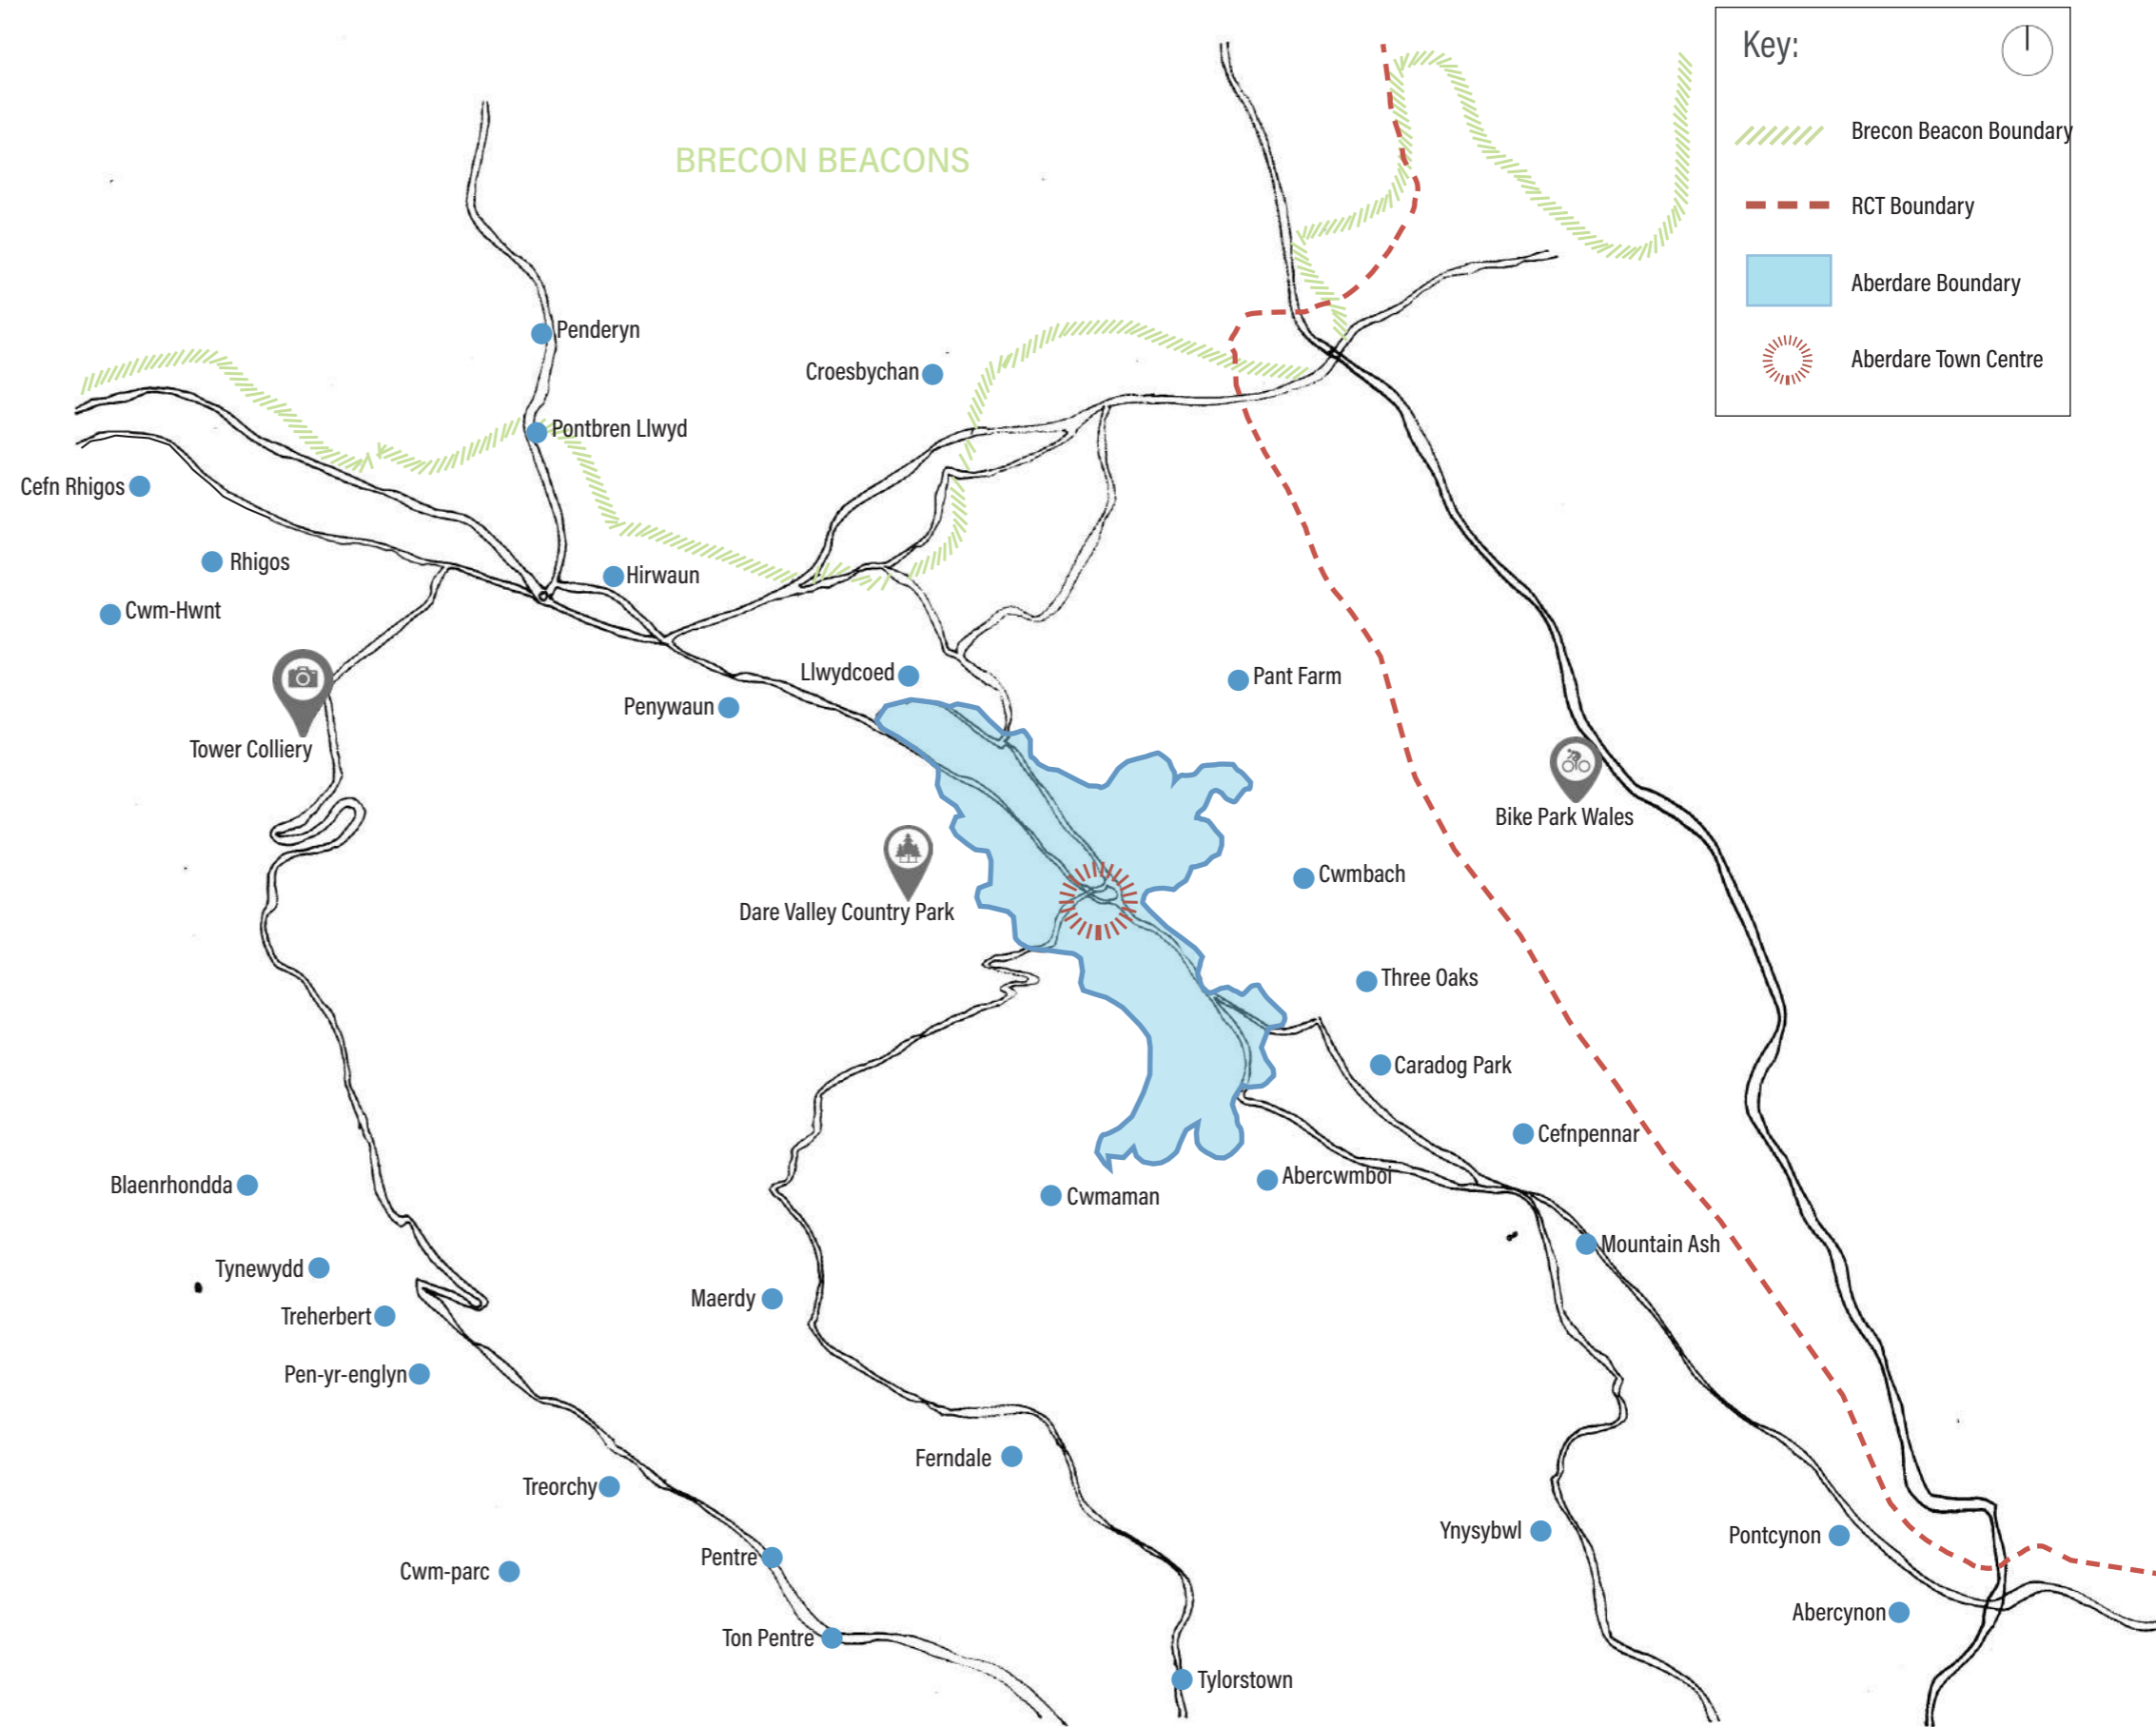 Key:
Brecon Beacon Boundary
RCT Boundary
Aberdare Boundary
Aberdare Town Centre
BRECON BEACONS
Penderyn
Croesbychan
Pontbren Llwyd
Cefn Rhigos
Rhigos
Hirwaun
Cwm-Hwnt
Llwydcoed
Pant Farm
Penywaun
Tower Colliery
Bike Park Wales
Cwmbach
Dare Valley Country Park
Three Oaks
Caradog Park
Cefnpennar
Abercwmboi
Blaenrhondda
Cwmaman
Mountain Ash
Tynewydd
Maerdy
Treherbert
Pen-yr-englyn
Ferndale
Treorchy
Ynysybwl
Pontcynon
Pentre
Cwm-parc
Abercynon
Ton Pentre
Tylorstown